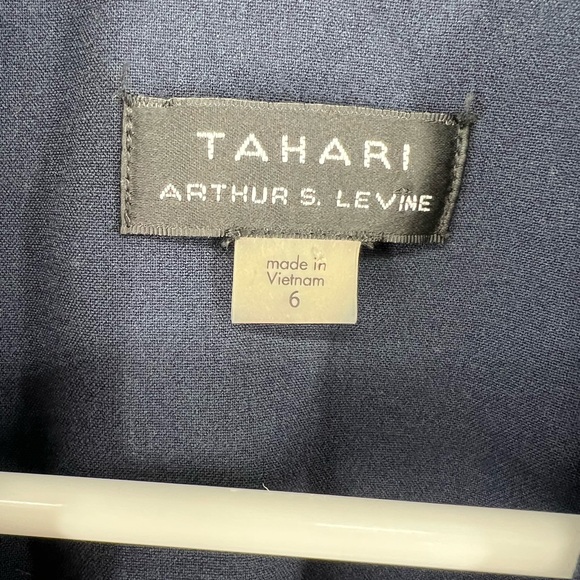 TAHARI
ARTHUR S. LEVINE
made in
Vietnam
6